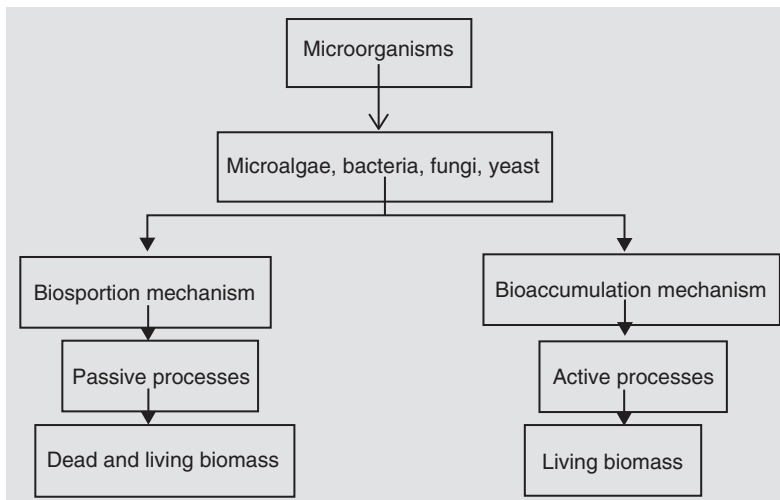 Microorganisms
Microalgae, bacteria, fungi, yeast
Biosportion mechanism
Bioaccumulation mechanism
Passive processes
Active processes
Dead and living biomass
Living biomass